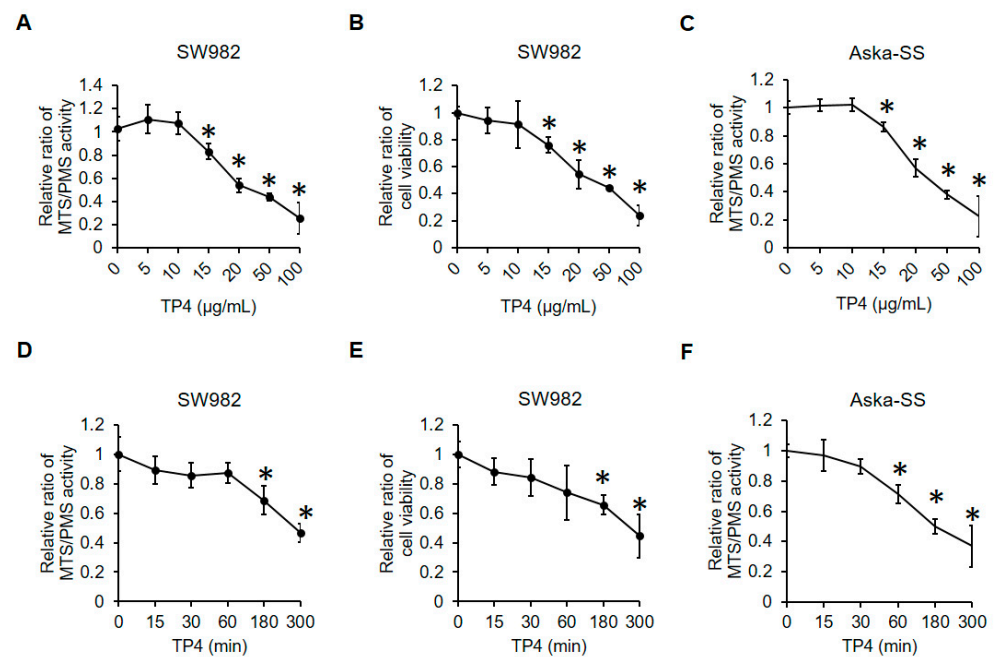 A
SW982
Relative ratio of
MTS/PMS activity
1.4
1.2
1
0.8
0.6
0.4
0.2
0
* * * *
0 5 10 15 20 50 100
TP4 (µg/mL)
B
SW982
Relative ratio of
cell viability
1.2
1
0.8
0.6
0.4
0.2
0
* * * *
0 5 10 15 20 50 100
TP4 (µg/mL)
C
Aska-SS
Relative ratio of
MTS/PMS activity
1.2
1
0.8
0.6
0.4
0.2
0
* * * *
0 5 10 15 20 50 100
TP4 (µg/mL)
D
SW982
Relative ratio of
MTS/PMS activity
1.2
1
0.8
0.6
0.4
0.2
0
* *
0 15 30 60 180 300
TP4 (min)
E
SW982
Relative ratio of
cell viability
1.2
1
0.8
0.6
0.4
0.2
0
* *
0 15 30 60 180 300
TP4 (min)
F
Aska-SS
Relative ratio of
MTS/PMS activity
1.2
1
0.8
0.6
0.4
0.2
0
* * *
0 15 30 60 180 300
TP4 (min)